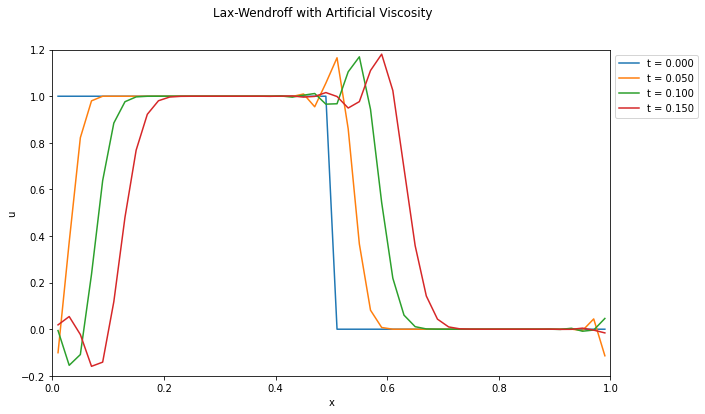 Lax-Wendroff with Artificial Viscosity
t = 0.000
t = 0.050
t = 0.100
t = 0.150
1.2
1.0
0.8
0.6
0.4
0.2
0.0
−0.2
u
0.0 0.2 0.4 0.6 0.8 1.0
x